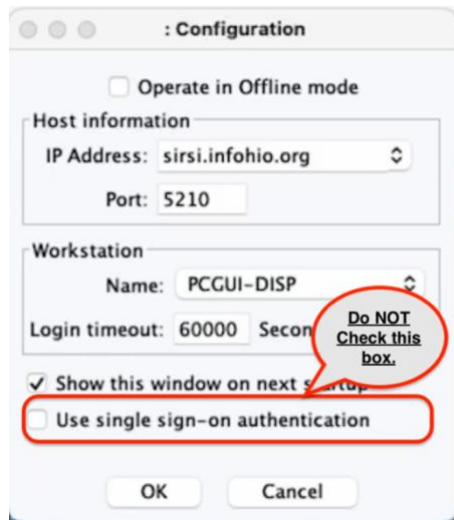 : Configuration
Operate in Offline mode
Host information
IP Address: sirsi.infohio.org
Port: 5210
Workstation
Name: PCGUI-DISP
Login timeout: 60000
Do NOT
Check this
box.
Show this window on next
Use single sign-on authentication
OK Cancel